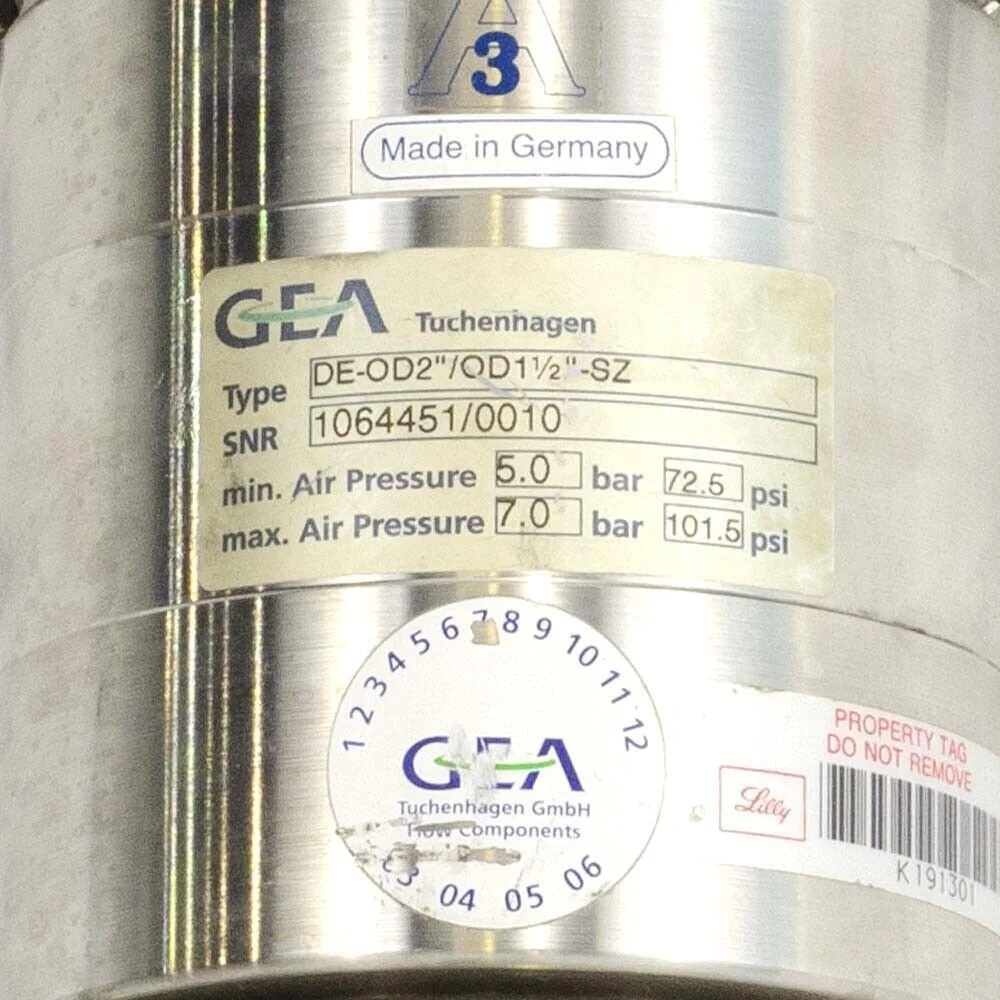 A
3
Made in Germany
GEA Tuchenhagen
Type DE-OD2"/OD1½"-SZ
SNR 1064451/0010
min. Air Pressure 5.0 bar 72.5 psi
max. Air Pressure 7.0 bar 101.5 psi
1 2 3 4 5 6 7 8 9 10 11 12
GEA
Tuchenhagen GmbH
Flow Components
03 04 05 06
PROPERTY TAG
DO NOT REMOVE
Lilly
K191301